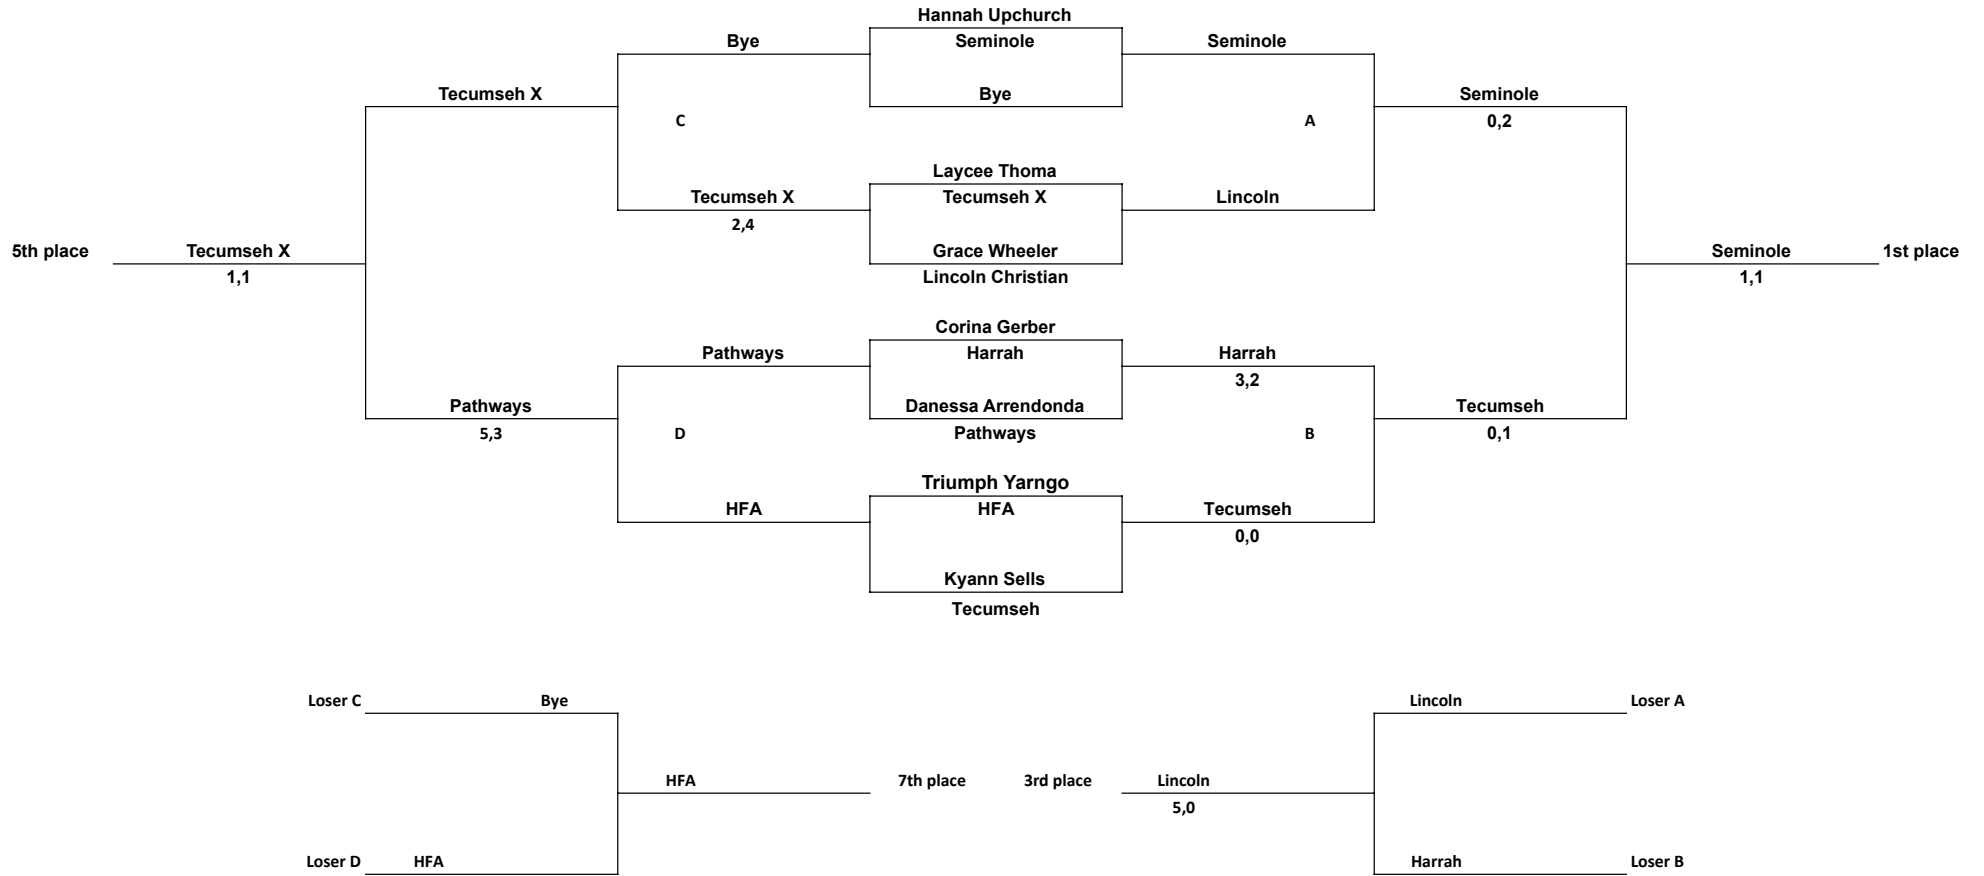 Hannah Upchurch
Bye
Seminole
Seminole
Tecumseh X
Bye
Seminole
C
A
0,2
Laycee Thoma
Tecumseh X
Tecumseh X
Lincoln
2,4
5th place
Tecumseh X
Grace Wheeler
Seminole
1st place
1,1
Lincoln Christian
1,1
Corina Gerber
Pathways
Harrah
Harrah
3,2
Pathways
Danessa Arrendonda
Tecumseh
5,3
D
Pathways
B
0,1
Triumph Yarngo
HFA
HFA
Tecumseh
0,0
Kyann Sells
Tecumseh
Loser C
Bye
Lincoln
Loser A
HFA
7th place
3rd place
Lincoln
5,0
Loser D
HFA
Harrah
Loser B